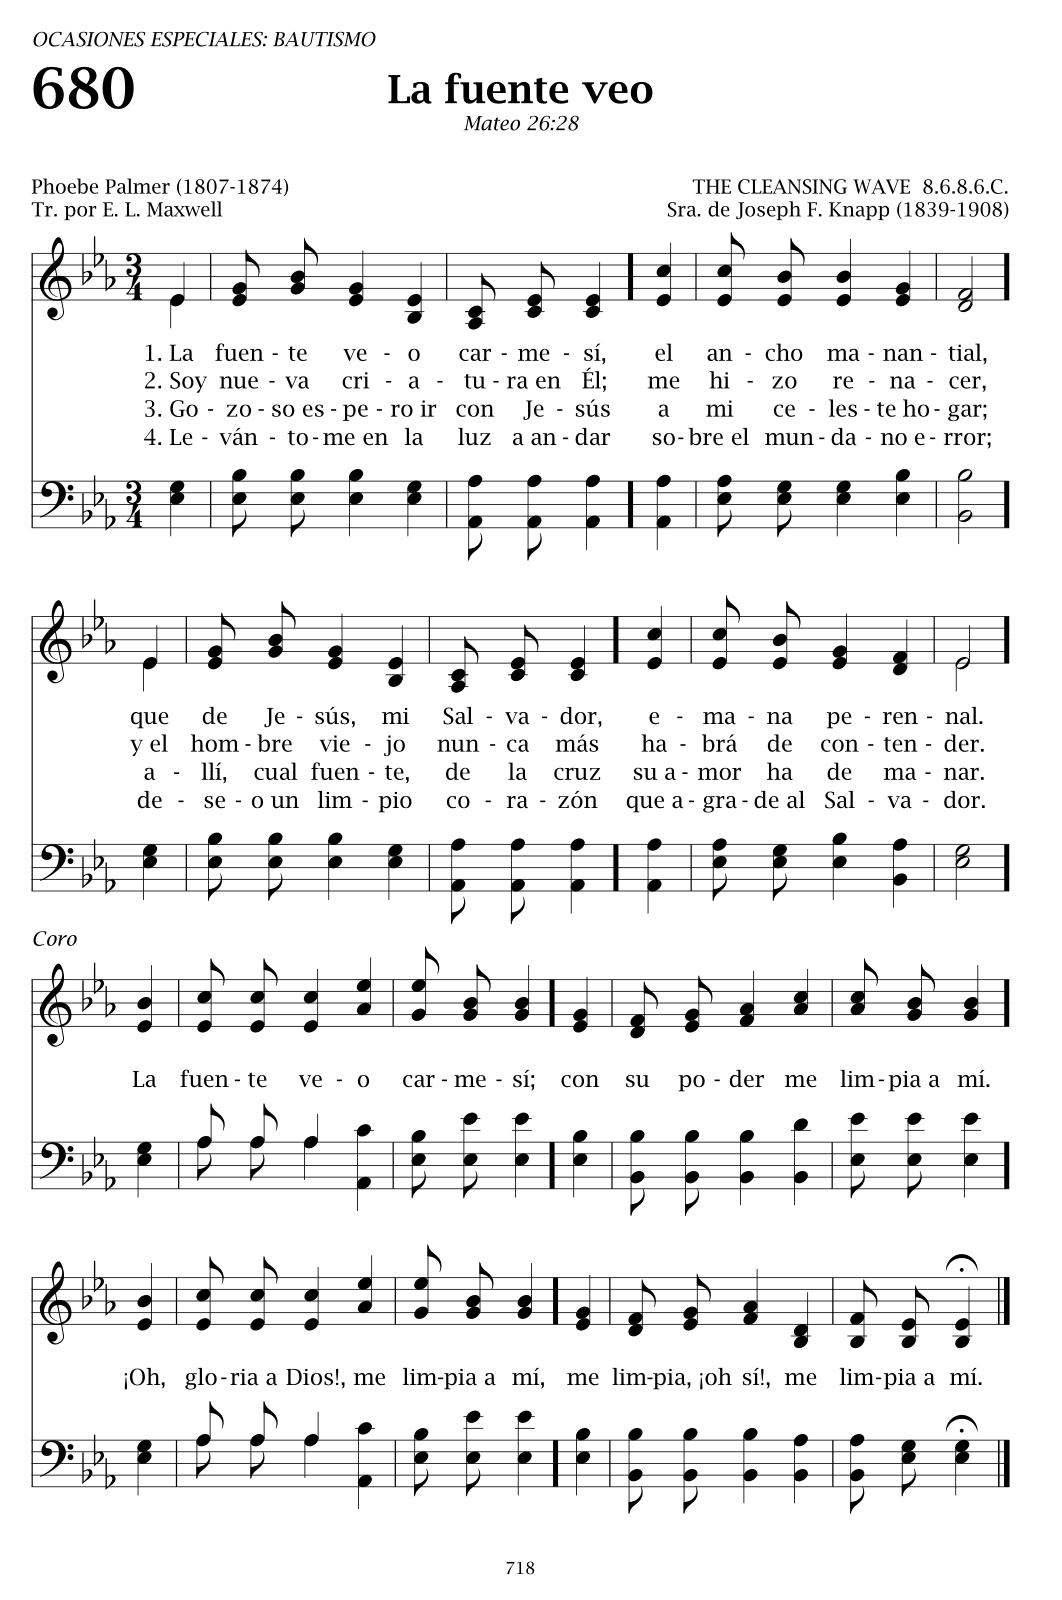 OCASIONES ESPECIALES: BAUTISMO
680
La fuente veo
Mateo 26:28
Phoebe Palmer (1807-1874)
THE CLEANSING WAVE 8.6.8.6.C.
Tr. por E. L. Maxwell
Sra. de Joseph F. Knapp (1839-1908)
3
4
1. La fuen - te ve - o car - me - sí, el an - cho ma - nan - tial,
2. Soy nue - va cri - a - tu - ra en Él; me hi - zo re - na - cer,
3. Go - zo - so es - pe - ro ir con Je - sús a mi ce - les - te ho - gar;
4. Le - ván - to - me en la luz a an - dar so - bre el mun - da - no e - rror;
3
4
que de Je - sús, mi Sal - va - dor, e - ma - na pe - ren - nal.
y el hom - bre vie - jo nun - ca más ha - brá de con - ten - der.
a - llí, cual fuen - te, de la cruz su a - mor ha de ma - nar.
de - se - o un lim - pio co - ra - zón que a - gra - de al Sal - va - dor.
Coro
La fuen - te ve - o car - me - sí; con su po - der me lim - pia a mí.
¡Oh, glo - ria a Dios!, me lim - pia a mí, me lim - pia, ¡oh sí!, me lim - pia a mí.
718